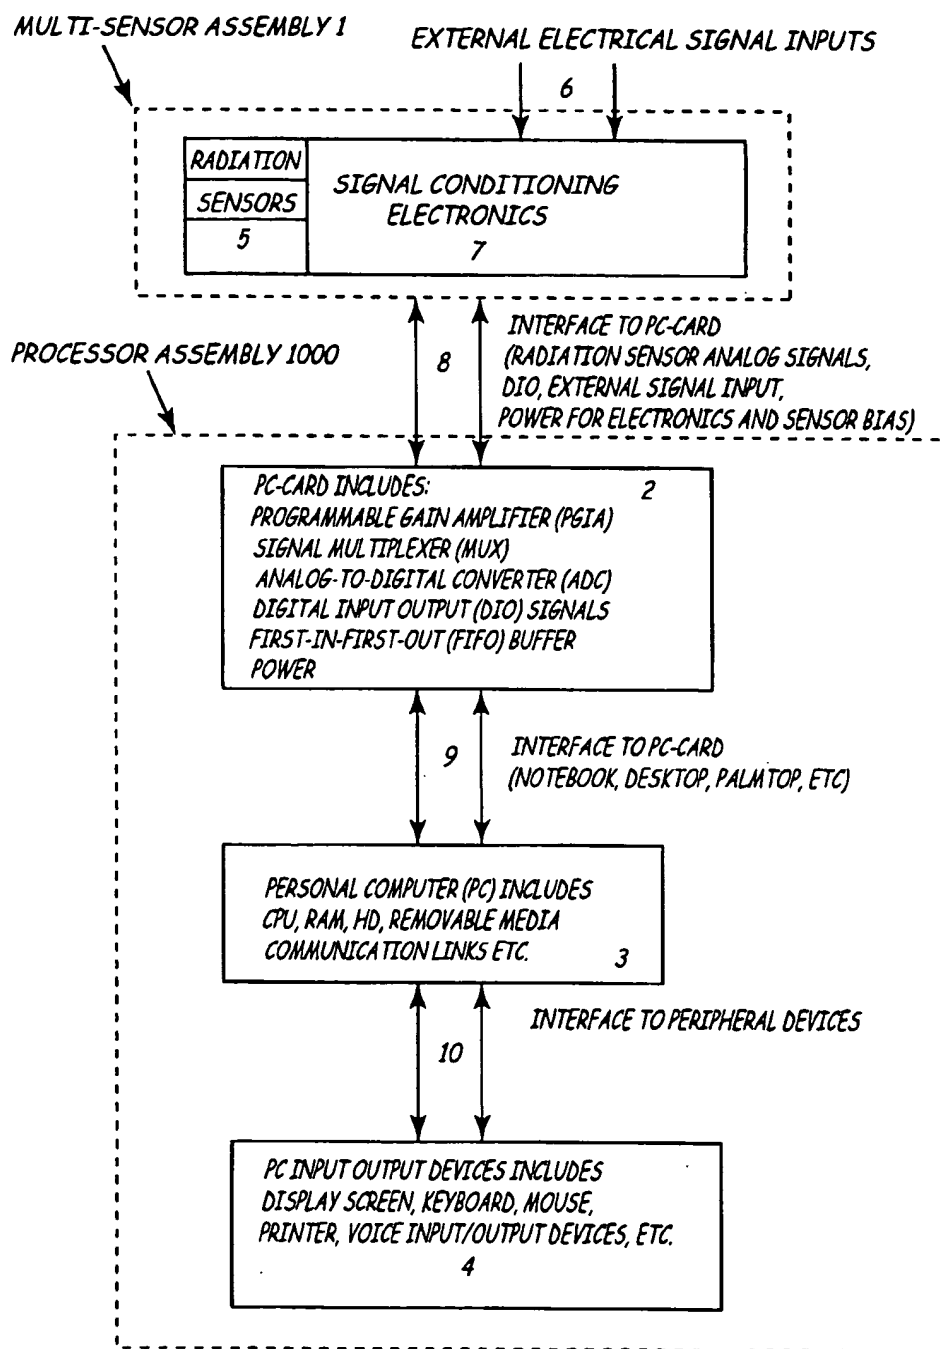 MULTI-SENSOR ASSEMBLY 1
EXTERNAL ELECTRICAL SIGNAL INPUTS
6
RADIATION
SENSORS
5
SIGNAL CONDITIONING
ELECTRONICS
7
PROCESSOR ASSEMBLY 1000
8
INTERFACE TO PC-CARD
(RADIATION SENSOR ANALOG SIGNALS,
DIO, EXTERNAL SIGNAL INPUT,
POWER FOR ELECTRONICS AND SENSOR BIAS)
PC-CARD INCLUDES: 2
PROGRAMMABLE GAIN AMPLIFIER (PGIA)
SIGNAL MULTIPLEXER (MUX)
ANALOG-TO-DIGITAL CONVERTER (ADC)
DIGITAL INPUT OUTPUT (DIO) SIGNALS
FIRST-IN-FIRST-OUT (FIFO) BUFFER
POWER
9
INTERFACE TO PC-CARD
(NOTEBOOK, DESKTOP, PALMTOP, ETC)
PERSONAL COMPUTER (PC) INCLUDES
CPU, RAM, HD, REMOVABLE MEDIA
COMMUNICATION LINKS ETC. 3
10
INTERFACE TO PERIPHERAL DEVICES
PC INPUT OUTPUT DEVICES INCLUDES
DISPLAY SCREEN, KEYBOARD, MOUSE,
PRINTER, VOICE INPUT/OUTPUT DEVICES, ETC.
4